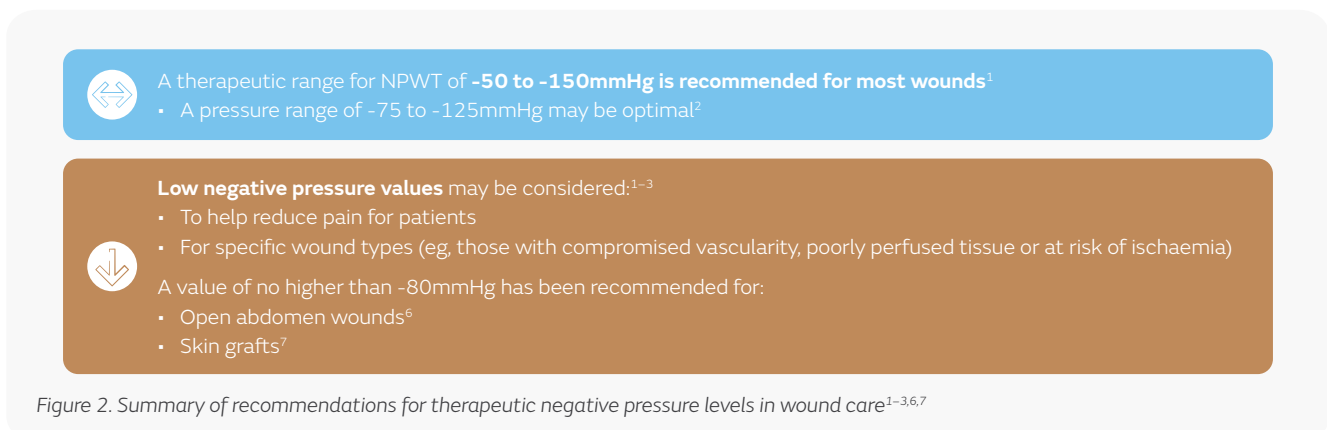 A therapeutic range for NPWT of -50 to -150mmHg is recommended for most wounds¹
• A pressure range of -75 to -125mmHg may be optimal²
Low negative pressure values may be considered:¹⁻³
• To help reduce pain for patients
• For specific wound types (eg, those with compromised vascularity, poorly perfused tissue or at risk of ischaemia)
A value of no higher than -80mmHg has been recommended for:
• Open abdomen wounds⁶
• Skin grafts⁷
Figure 2. Summary of recommendations for therapeutic negative pressure levels in wound care¹⁻³,⁶,⁷